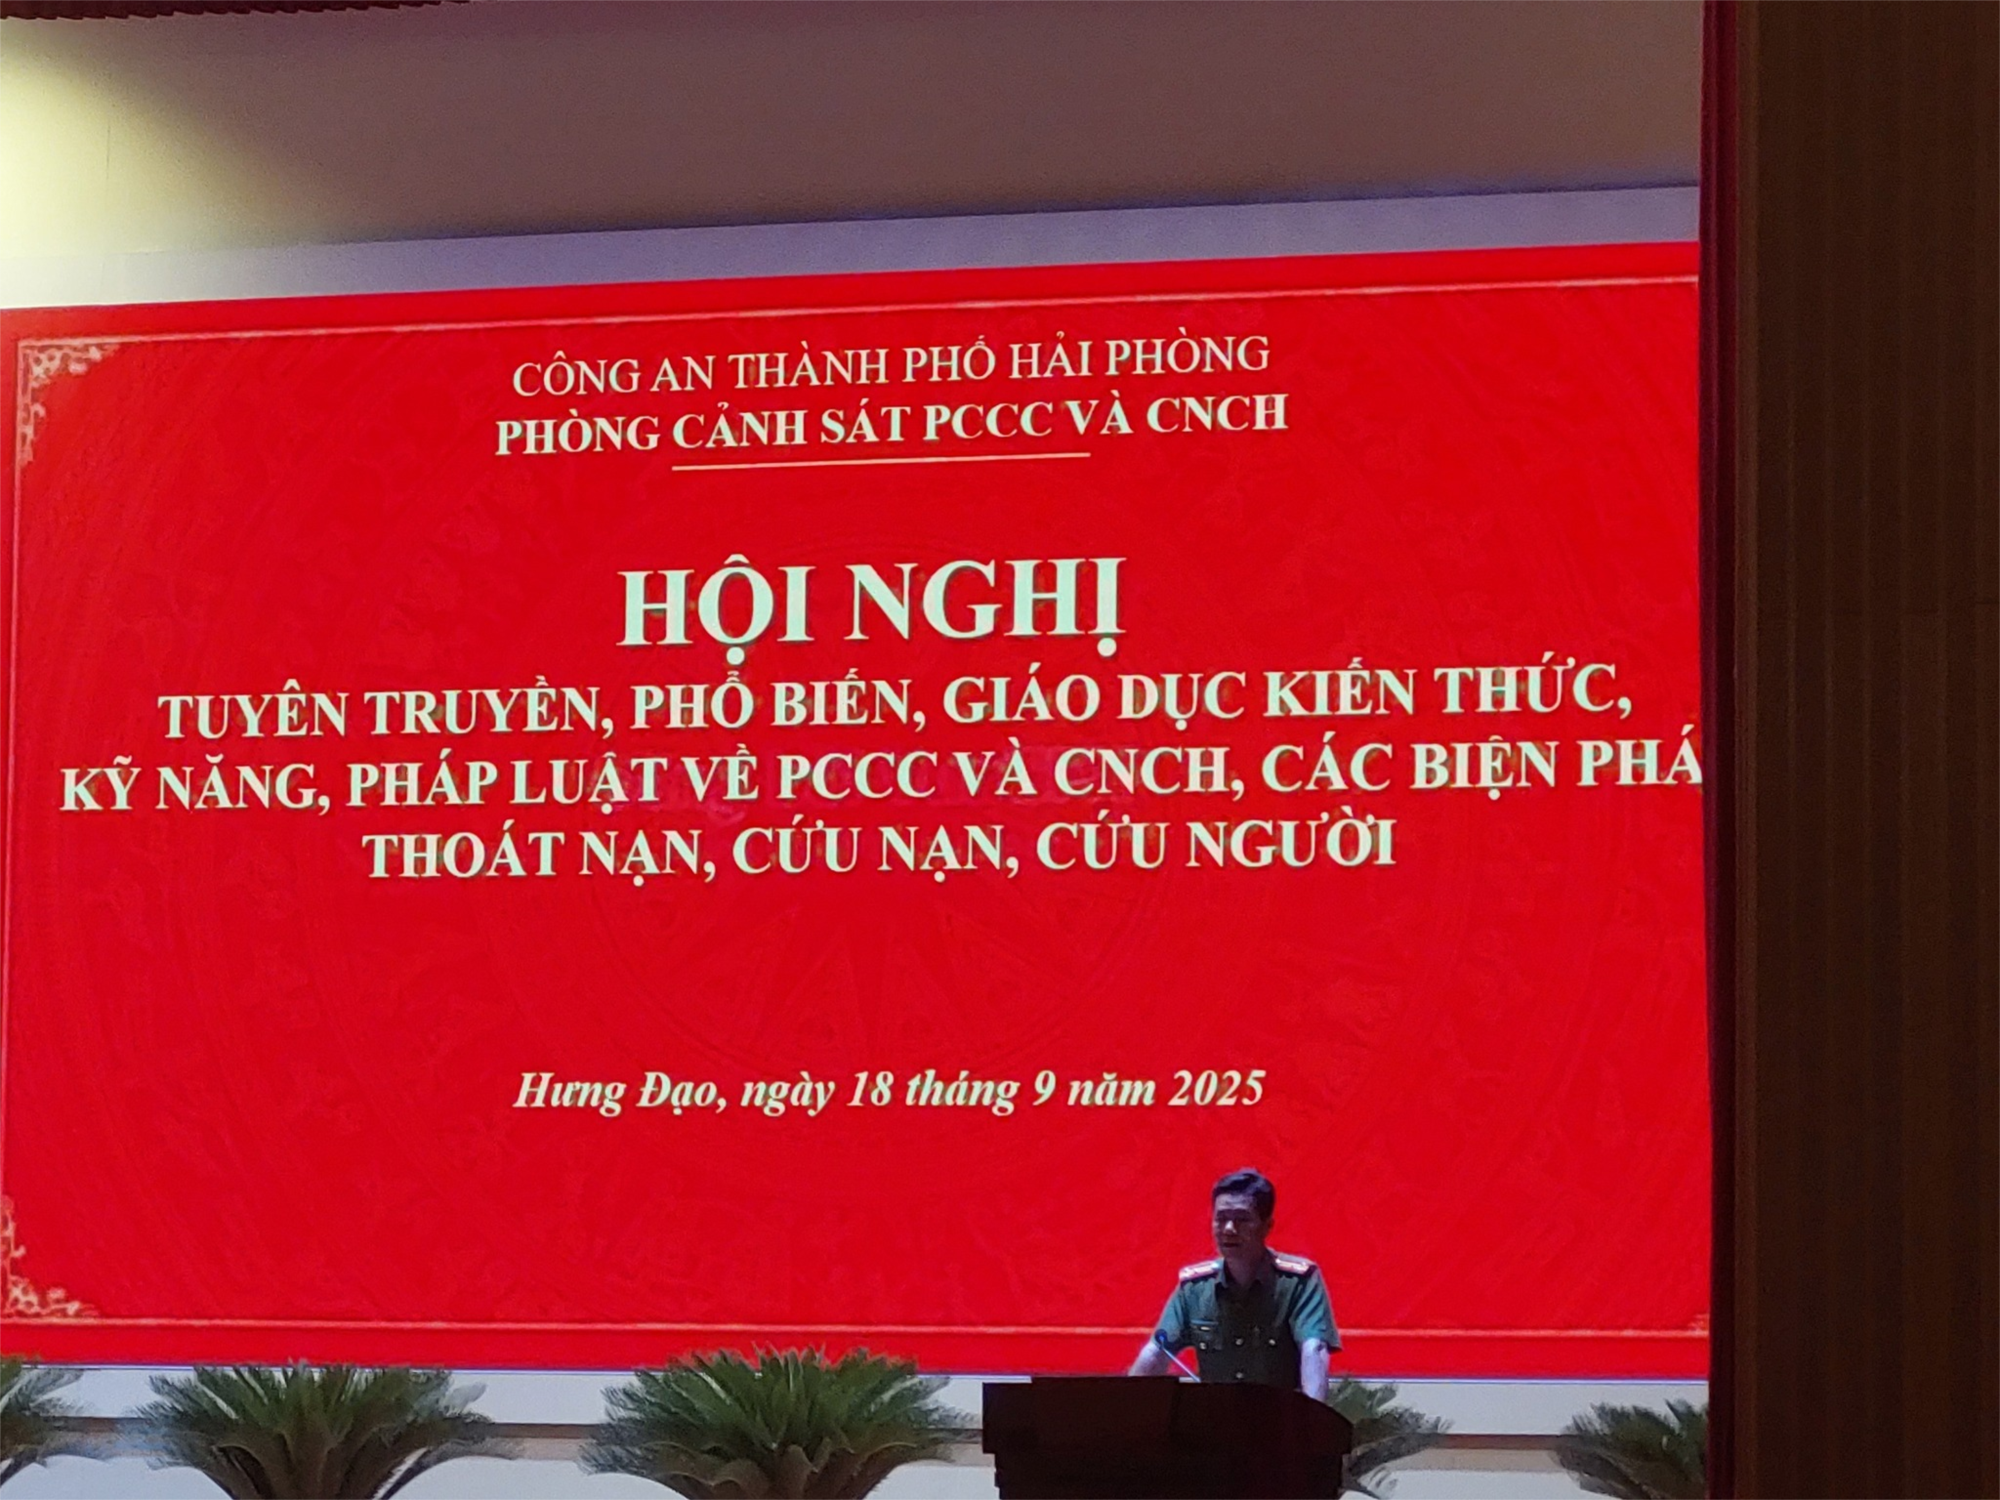 CÔNG AN THÀNH PHỐ HẢI PHÒNG
PHÒNG CẢNH SÁT PCCC VÀ CNCH
HỘI NGHỊ
TUYÊN TRUYỀN, PHỔ BIẾN, GIÁO DỤC KIẾN THỨC,
KỸ NĂNG, PHÁP LUẬT VỀ PCCC VÀ CNCH, CÁC BIỆN PHÁ
THOÁT NẠN, CỨU NẠN, CỨU NGƯỜI
Hưng Đạo, ngày 18 tháng 9 năm 2025